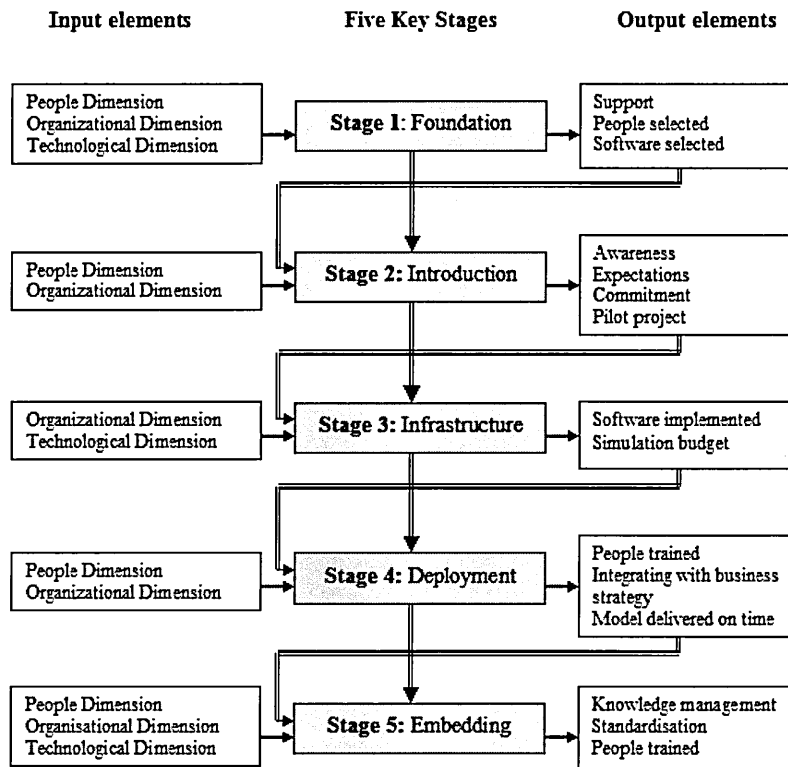 Input elements
Five Key Stages
Output elements
People Dimension
Organizational Dimension
Technological Dimension
Stage 1: Foundation
Support
People selected
Software selected
People Dimension
Organizational Dimension
Stage 2: Introduction
Awareness
Expectations
Commitment
Pilot project
Organizational Dimension
Technological Dimension
Stage 3: Infrastructure
Software implemented
Simulation budget
People Dimension
Organizational Dimension
Stage 4: Deployment
People trained
Integrating with business
strategy
Model delivered on time
People Dimension
Organisational Dimension
Technological Dimension
Stage 5: Embedding
Knowledge management
Standardisation
People trained